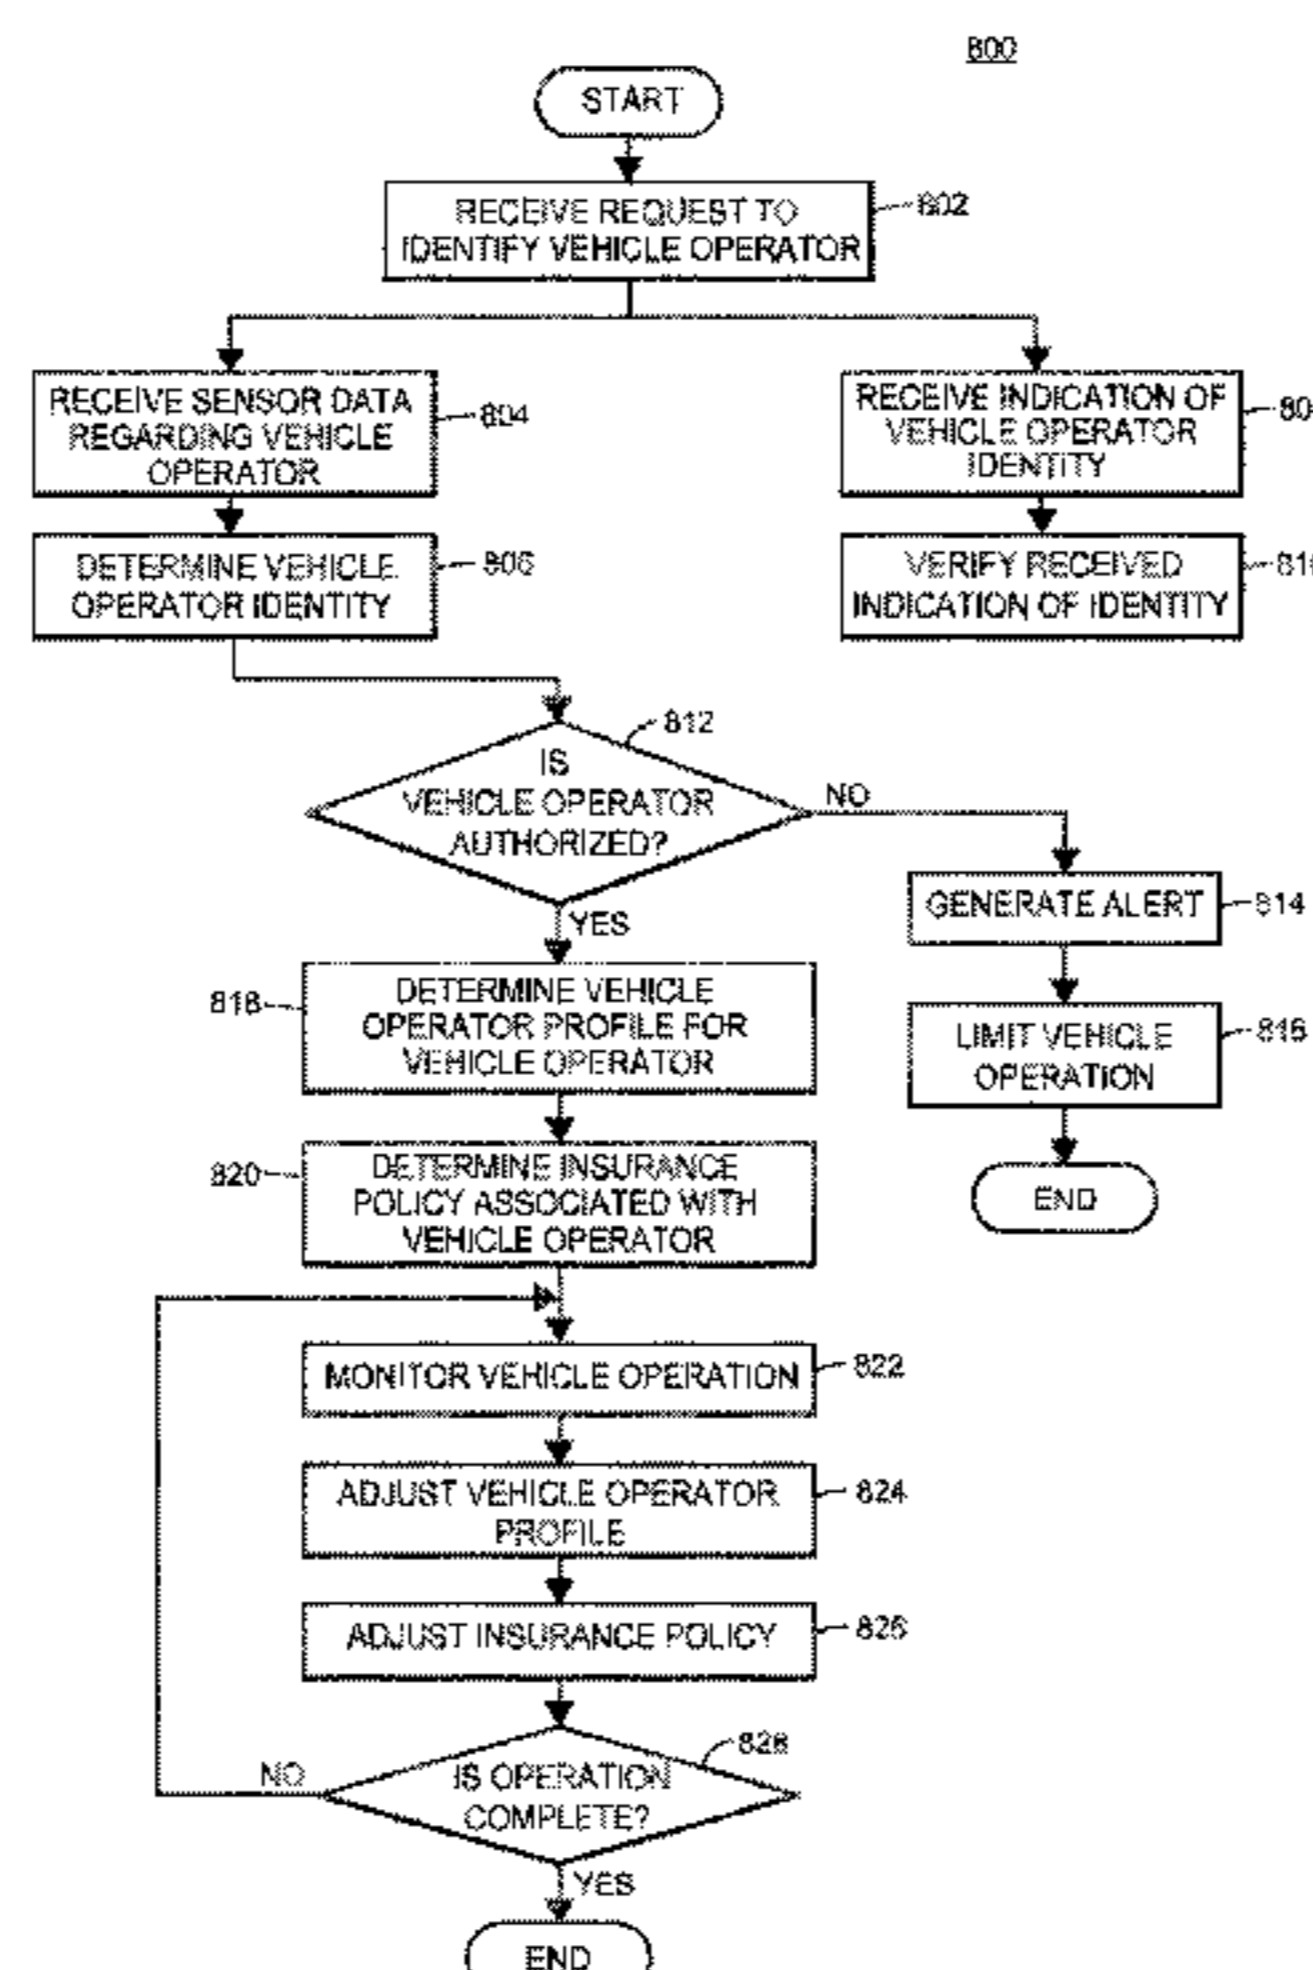 800
START
RECEIVE REQUEST TO
IDENTIFY VEHICLE OPERATOR
802
RECEIVE SENSOR DATA
REGARDING VEHICLE
OPERATOR
804
RECEIVE INDICATION OF
VEHICLE OPERATOR
IDENTITY
80
DETERMINE VEHICLE
OPERATOR IDENTITY
806
VERIFY RECEIVED
INDICATION OF IDENTITY
81
812
IS
VEHICLE OPERATOR
AUTHORIZED?
NO
YES
GENERATE ALERT
814
818
DETERMINE VEHICLE
OPERATOR PROFILE FOR
VEHICLE OPERATOR
LIMIT VEHICLE
OPERATION
816
820
DETERMINE INSURANCE
POLICY ASSOCIATED WITH
VEHICLE OPERATOR
END
MONITOR VEHICLE OPERATION
822
ADJUST VEHICLE OPERATOR
PROFILE
824
ADJUST INSURANCE POLICY
826
828
IS OPERATION
COMPLETE?
NO
YES
END